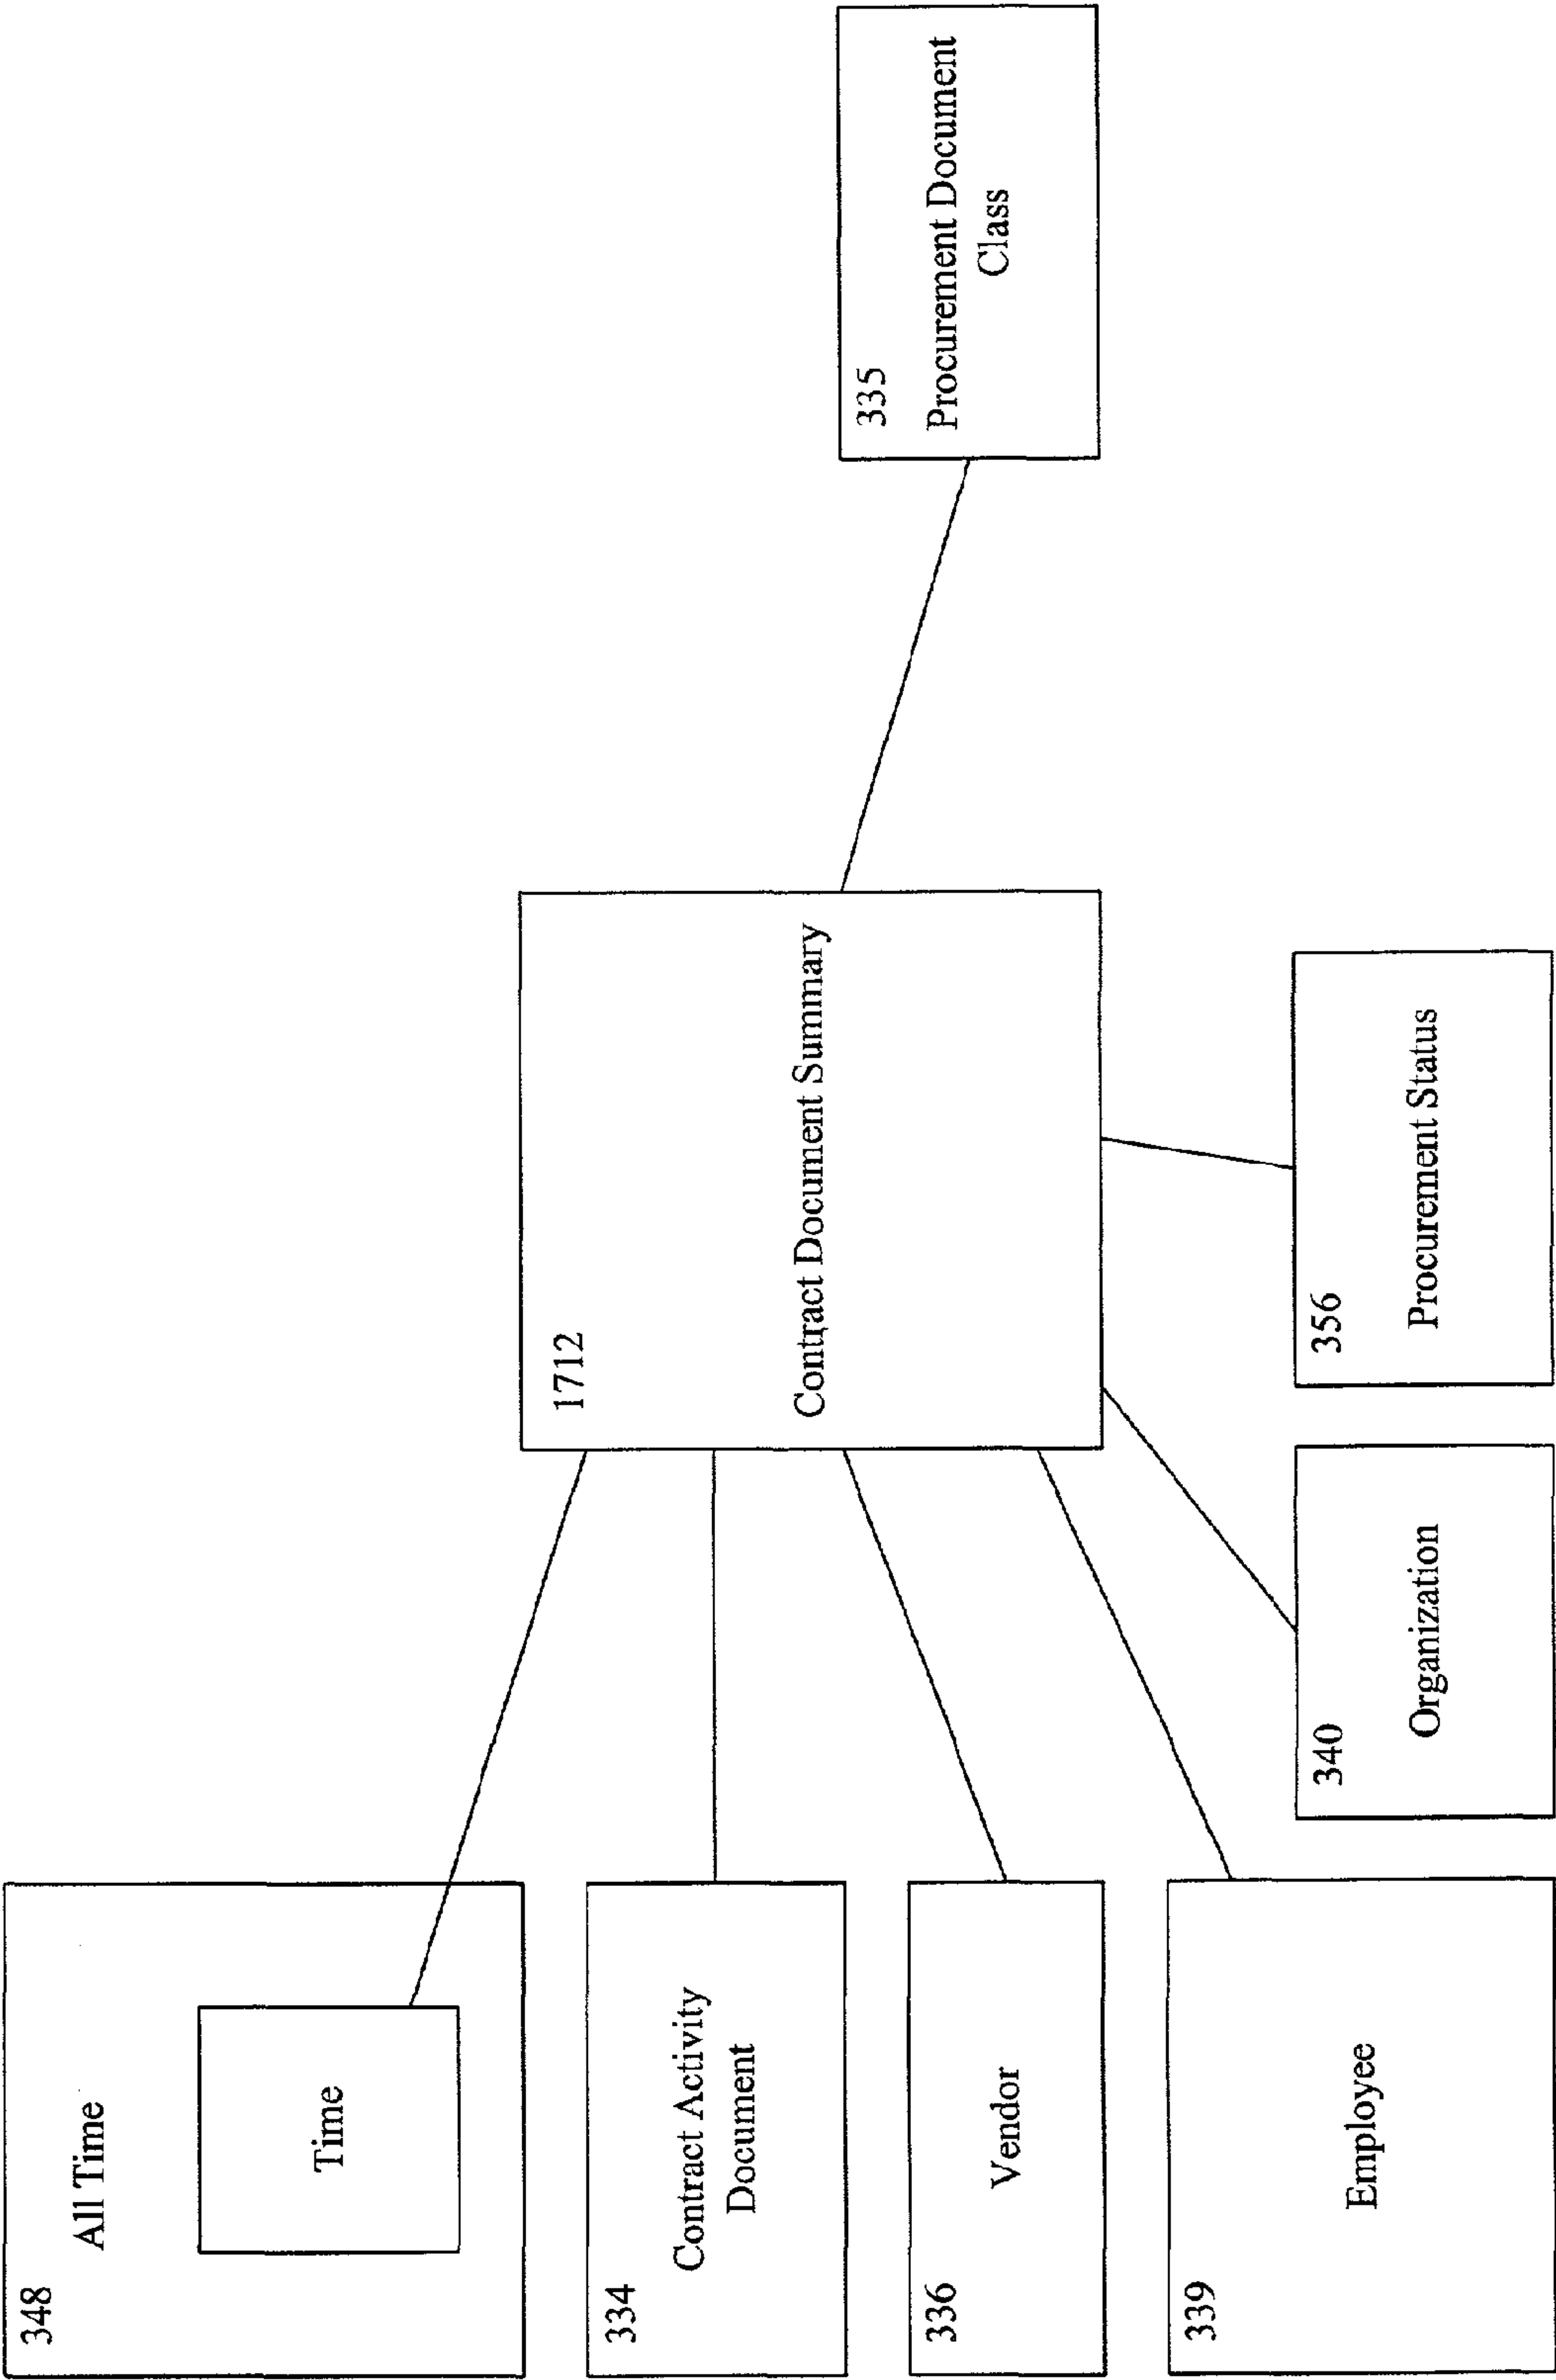 348
All Time
Time
334
Contract Activity
Document
336
Vendor
339
Employee
1712
Contract Document Summary
340
Organization
356
Procurement Status
335
Procurement Document
Class